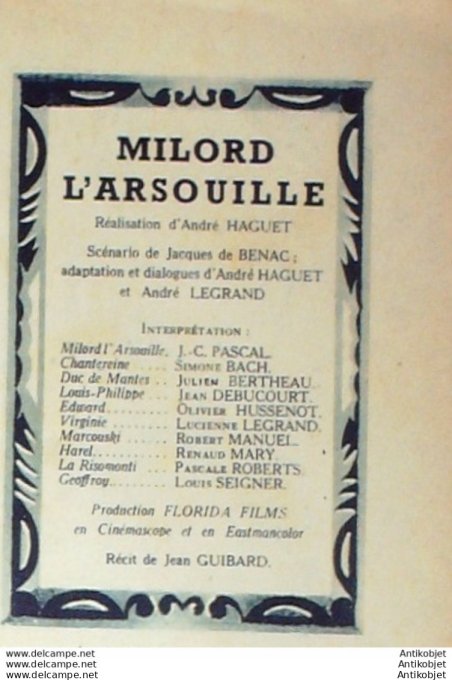 MILORD
L'ARSOUILLE
Réalisation d'André HAGUET
Scénario de Jacques de BENAC ;
adaptation et dialogues d'André HAGUET
et André LEGRAND
INTERPRÉTATION :
Milord l'Arsouille. J.-C. PASCAL.
Chantereine .... SIMONE BACH.
Duc de Mantes .. JULIEN BERTHEAU.
Louis-Philippe ... JEAN DEBUCOURT.
Edward......... OLIVIER HUSSENOT.
Virginie ........ LUCIENNE LEGRAND.
Marcouski ...... ROBERT MANUEL.
Harel........... RENAUD MARY.
La Risomonti ... PASCALE ROBERTS.
Geoffroy......... LOUIS SEIGNER.
Production FLORIDA FILMS
en Cinémascope et en Eastmancolor
Récit de Jean GUIBARD.
www.delcampe.net Antikobjet
www.delcampe.net Antikobjet
www.delcampe.net Antikobjet